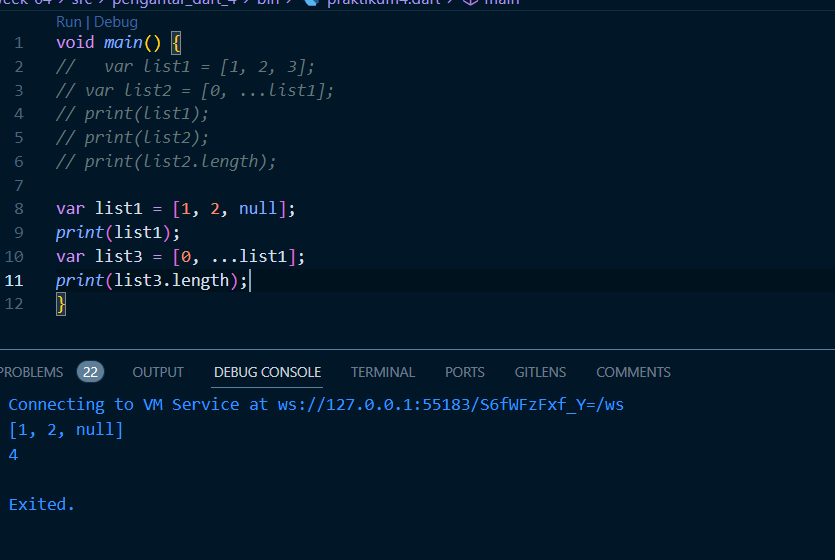 src > pengantar_dart_4 > bin > praktikum4.dart > main
Run | Debug
1 void main() {
2 //   var list1 = [1, 2, 3];
3 // var list2 = [0, ...list1];
4 // print(list1);
5 // print(list2);
6 // print(list2.length);
7
8 var list1 = [1, 2, null];
9 print(list1);
10 var list3 = [0, ...list1];
11 print(list3.length);
12 }
PROBLEMS 22 OUTPUT DEBUG CONSOLE TERMINAL PORTS GITLENS COMMENTS
Connecting to VM Service at ws://127.0.0.1:55183/S6fWFzFxf_Y=/ws
[1, 2, null]
4
Exited.